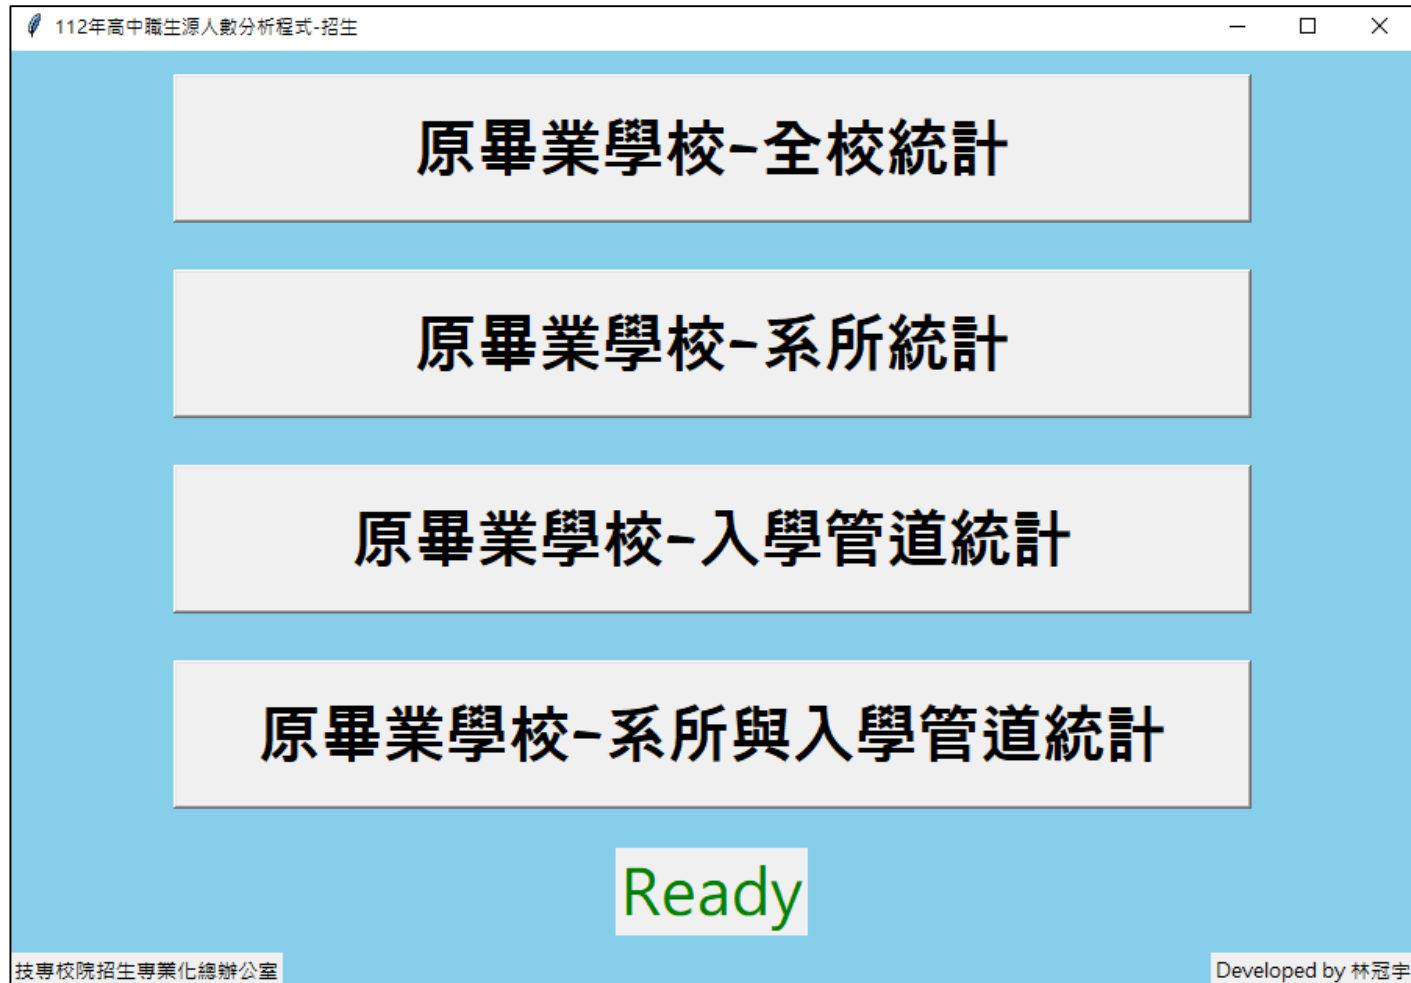 112年高中職生源人數分析程式-招生
原畢業學校-全校統計
原畢業學校-系所統計
原畢業學校-入學管道統計
原畢業學校-系所與入學管道統計
Ready
技專校院招生專業化總辦公室
Developed by 林冠宇